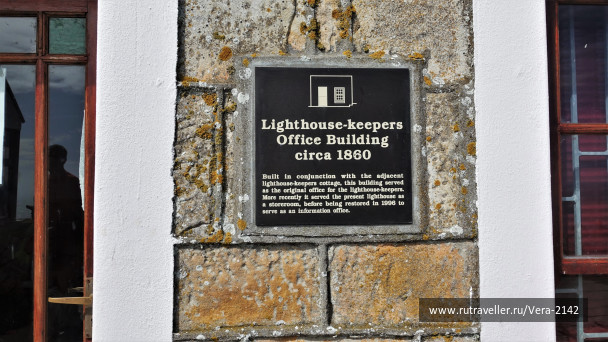 Lighthouse-keepers
Office Building
circa 1860
Built in conjunction with the adjacent
lighthouse-keepers cottage, this building served
as the original office for the lighthouse-keepers.
More recently it served the present lighthouse as
a storeroom, before being restored in 1996 to
serve as an information office.
www.rutraveller.ru/Vera-2142